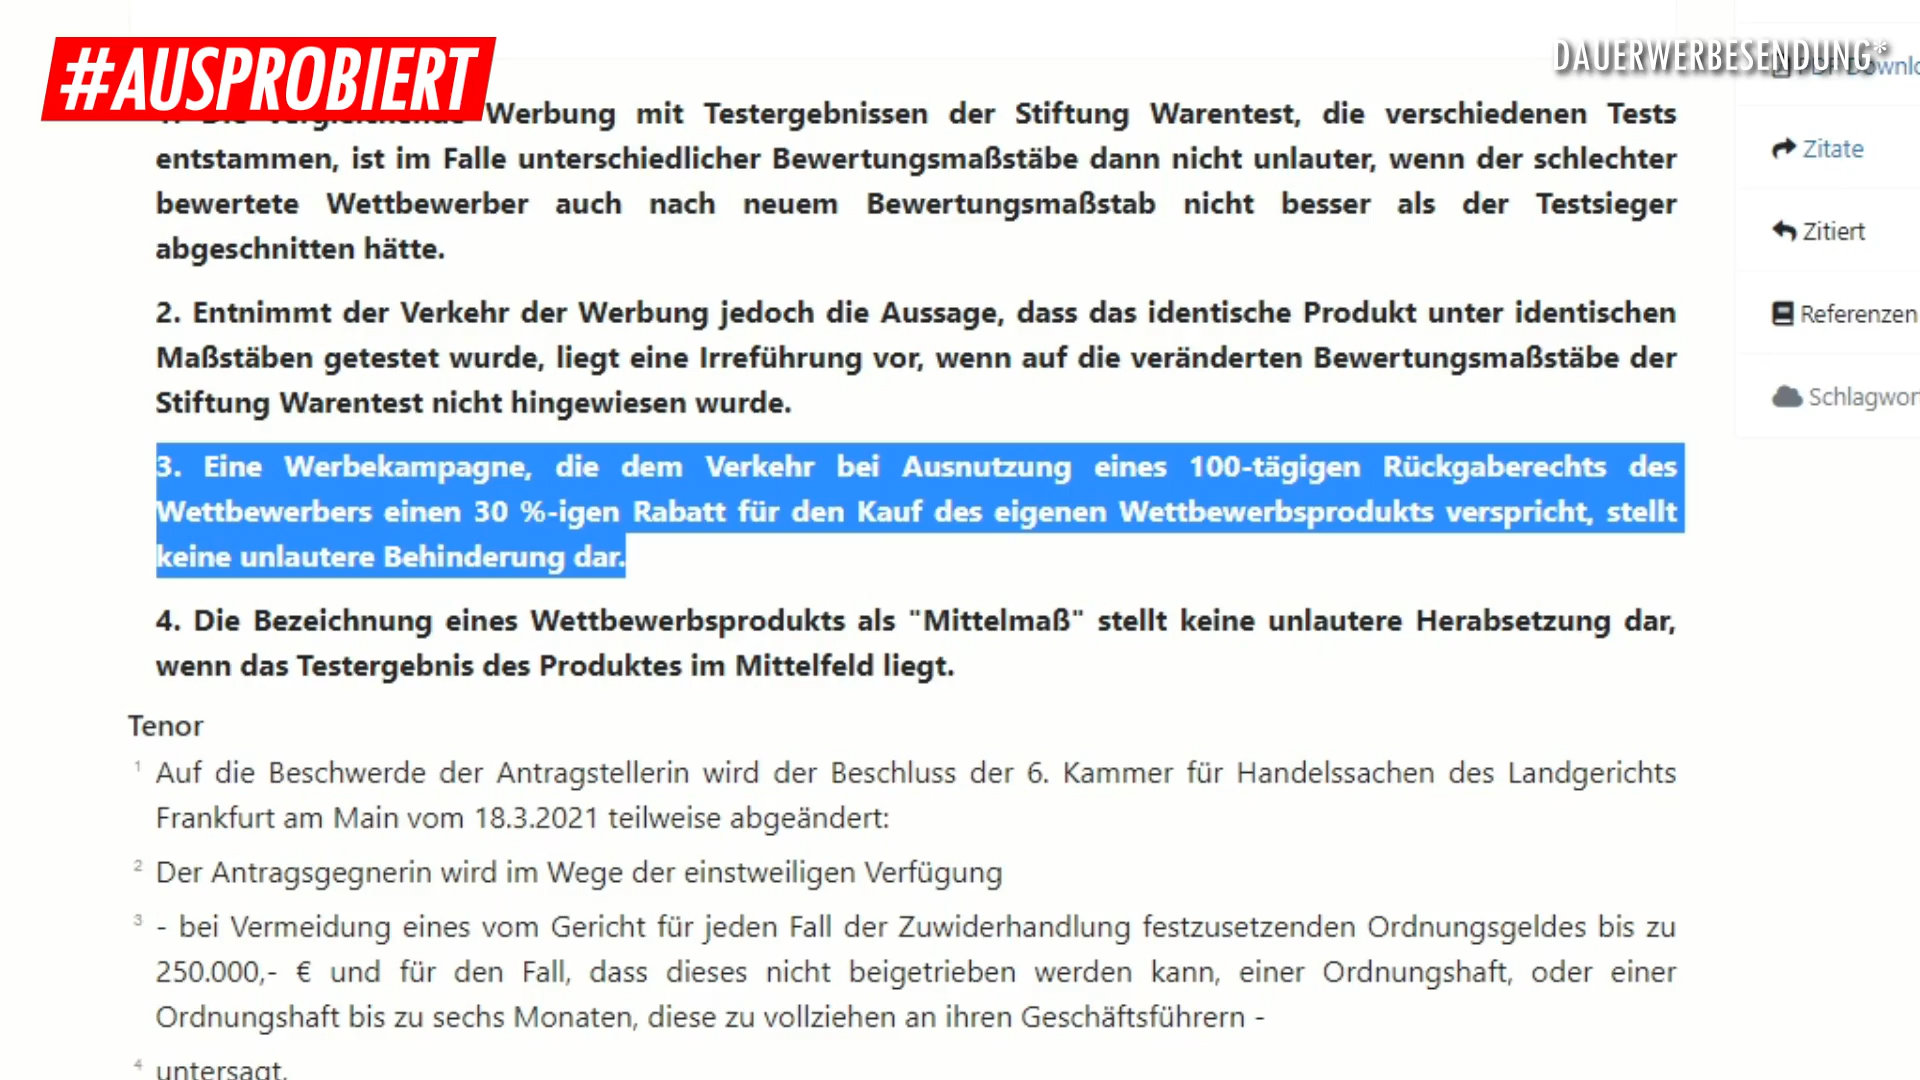 #AUSPROBIERT
DAUERWERBESENDUNG*
Werbung mit Testergebnissen der Stiftung Warentest, die verschiedenen Tests
entstammen, ist im Falle unterschiedlicher Bewertungsmaßstäbe dann nicht unlauter, wenn der schlechter
bewertete Wettbewerber auch nach neuem Bewertungsmaßstab nicht besser als der Testsieger
abgeschnitten hätte.
2. Entnimmt der Verkehr der Werbung jedoch die Aussage, dass das identische Produkt unter identischen
Maßstäben getestet wurde, liegt eine Irreführung vor, wenn auf die veränderten Bewertungsmaßstäbe der
Stiftung Warentest nicht hingewiesen wurde.
3. Eine Werbekampagne, die dem Verkehr bei Ausnutzung eines 100-tägigen Rückgaberechts des
Wettbewerbers einen 30 %-igen Rabatt für den Kauf des eigenen Wettbewerbsprodukts verspricht, stellt
keine unlautere Behinderung dar.
4. Die Bezeichnung eines Wettbewerbsprodukts als "Mittelmaß" stellt keine unlautere Herabsetzung dar,
wenn das Testergebnis des Produktes im Mittelfeld liegt.
Tenor
1 Auf die Beschwerde der Antragstellerin wird der Beschluss der 6. Kammer für Handelssachen des Landgerichts
Frankfurt am Main vom 18.3.2021 teilweise abgeändert:
2 Der Antragsgegnerin wird im Wege der einstweiligen Verfügung
3 - bei Vermeidung eines vom Gericht für jeden Fall der Zuwiderhandlung festzusetzenden Ordnungsgeldes bis zu
250.000,- € und für den Fall, dass dieses nicht beigetrieben werden kann, einer Ordnungshaft, oder einer
Ordnungshaft bis zu sechs Monaten, diese zu vollziehen an ihren Geschäftsführern -
4 untersagt,
Zitate
Zitiert
Referenzen
Schlagwor